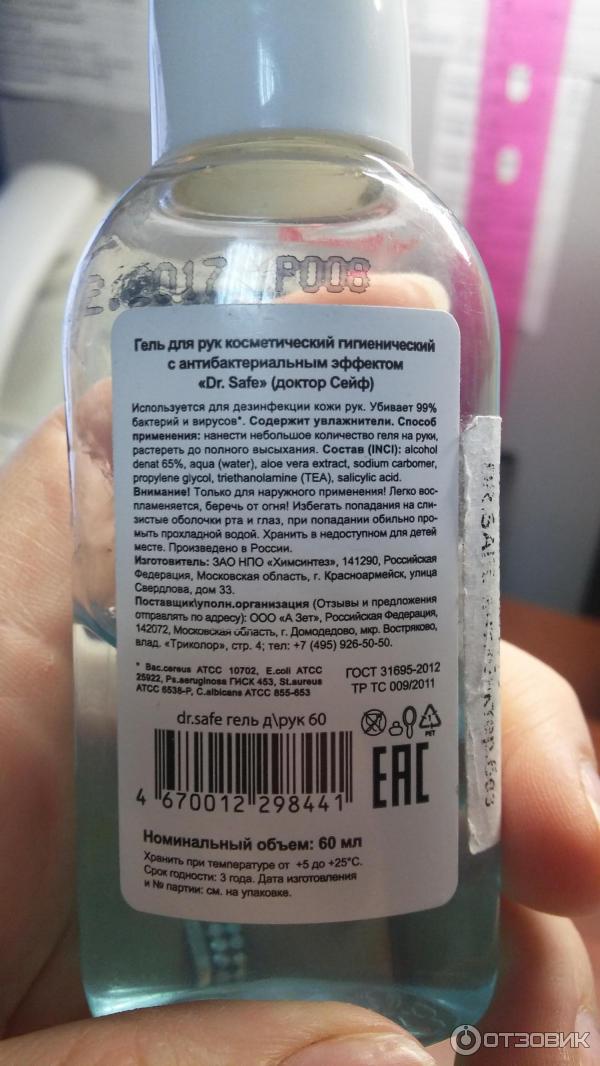 2017 P008
Гель для рук косметический гигиенический
с антибактериальным эффектом
«Dr. Safe» (доктор Сейф)
Используется для дезинфекции кожи рук. Убивает 99%
бактерий и вирусов*. Содержит увлажнители. Способ
применения: нанести небольшое количество геля на руки,
растереть до полного высыхания. Состав (INCI): alcohol
denat 65%, aqua (water), aloe vera extract, sodium carbomer,
propylene glycol, triethanolamine (TEA), salicylic acid.
Внимание! Только для наружного применения! Легко вос-
пламеняется, беречь от огня! Избегать попадания на сли-
зистые оболочки рта и глаз, при попадании обильно про-
мыть прохладной водой. Хранить в недоступном для детей
месте. Произведено в России.
Изготовитель: ЗАО НПО «Химсинтез», 141290, Российская
Федерация, Московская область, г. Красноармейск, улица
Свердлова, дом 33.
Поставщик\уполн.организация (Отзывы и предложения
отправлять по адресу): ООО «А Зет», Российская Федерация,
142072, Московская область, г. Домодедово, мкр. Востряково,
влад. «Триколор», стр. 4; тел: +7 (495) 926-50-50.
* Bac.cereus ATCC 10702, E.coli ATCC
25922, Ps.aeruginosa ГИСК 453, St.aureus
ATCC 6538-P, C.albicans ATCC 855-653
ГОСТ 31695-2012
ТР ТС 009/2011
dr.safe гель д\рук 60
PET
4 670012 298441
EAC
Номинальный объем: 60 мл
Хранить при температуре от +5 до +25°C.
Срок годности: 3 года. Дата изготовления
и № партии: см. на упаковке.
ОТЗОВИК